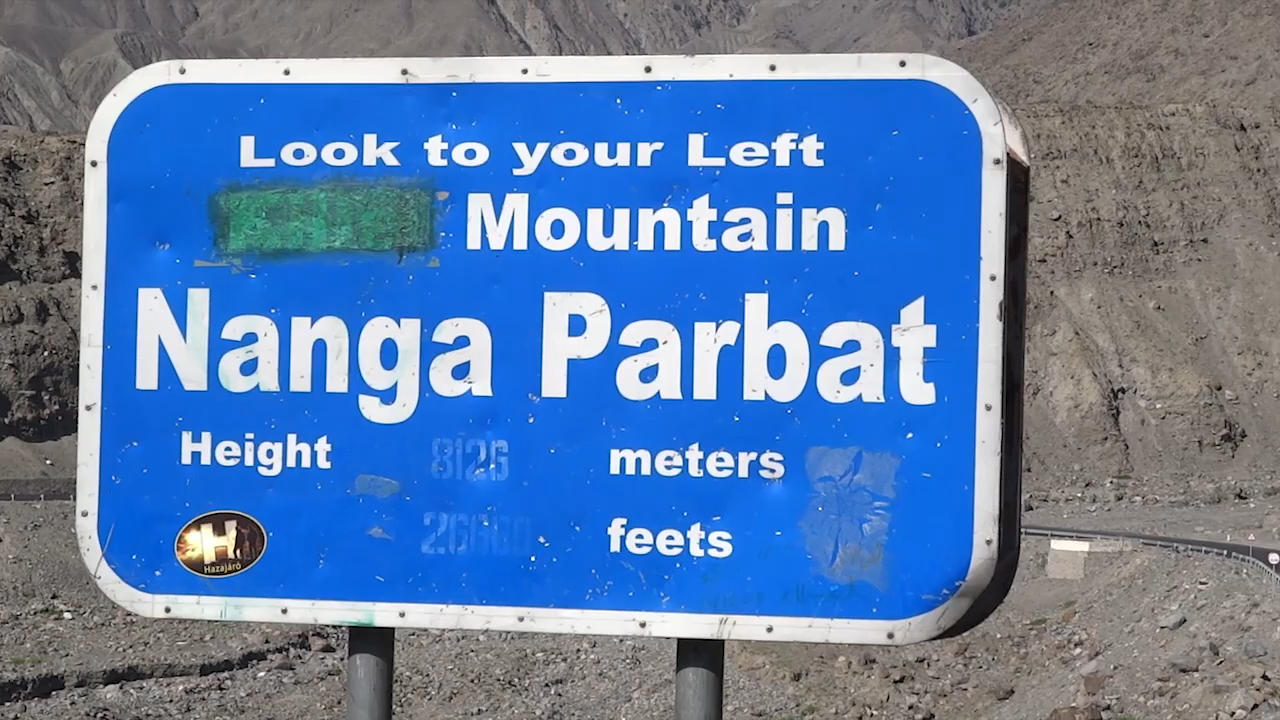 Look to your Left
Mountain
Nanga Parbat
Height 8126 meters
feets
H
Hazajáró